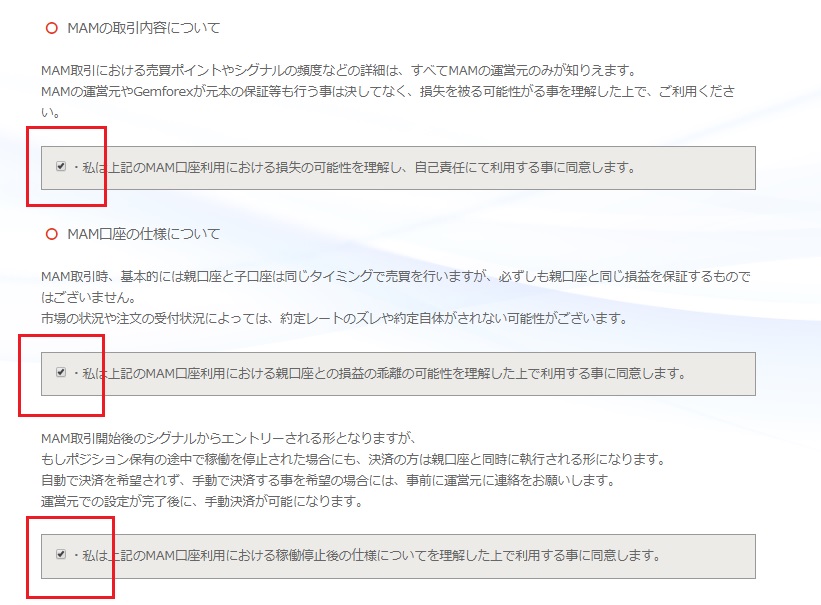 MAMの取引内容について
MAM取引における売買ポイントやシグナルの頻度などの詳細は、すべてMAMの運営元のみが知りえます。
MAMの運営元やGemforexが元本の保証等も行う事は決してなく、損失を被る可能性がる事を理解した上で、ご利用くださ
い。
・私は上記のMAM口座利用における損失の可能性を理解し、自己責任にて利用する事に同意します。
MAM口座の仕様について
MAM取引時、基本的には親口座と子口座は同じタイミングで売買を行いますが、必ずしも親口座と同じ損益を保証するもので
はございません。
市場の状況や注文の受付状況によっては、約定レートのズレや約定自体がされない可能性がございます。
・私は上記のMAM口座利用における親口座との損益の乖離の可能性を理解した上で利用する事に同意します。
MAM取引開始後のシグナルからエントリーされる形となりますが、
もしポジション保有の途中で稼働を停止された場合にも、決済の方は親口座と同時に執行される形になります。
自動で決済を希望されず、手動で決済する事を希望の場合には、事前に運営元に連絡をお願いします。
運営元での設定が完了後に、手動決済が可能になります。
・私は上記のMAM口座利用における稼働停止後の仕様についてを理解した上で利用する事に同意します。